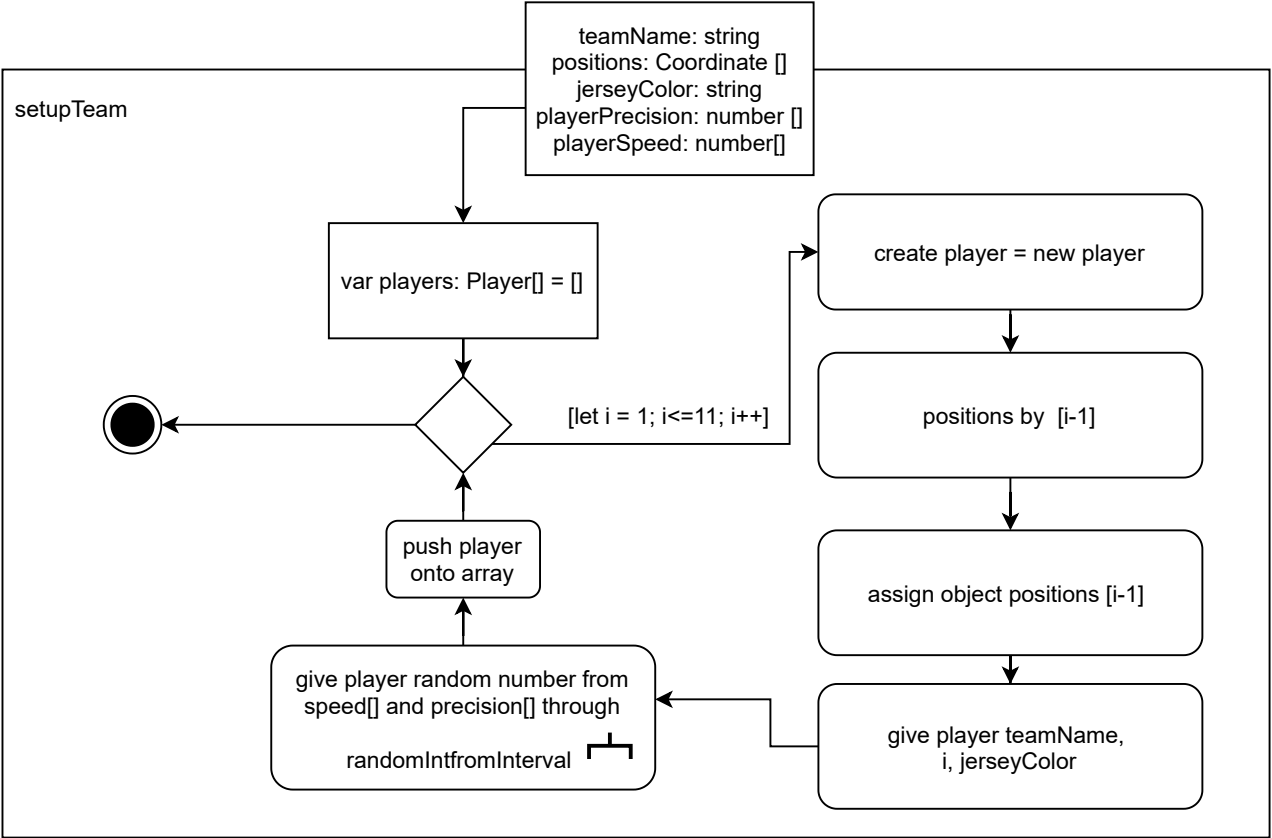 teamName: string
positions: Coordinate []
jerseyColor: string
playerPrecision: number []
playerSpeed: number[]
setupTeam
var players: Player[] = []
create player = new player
[let i = 1; i<=11; i++]
positions by  [i-1]
push player
onto array
assign object positions [i-1]
give player random number from
speed[] and precision[] through
randomIntfromInterval
give player teamName,
i, jerseyColor